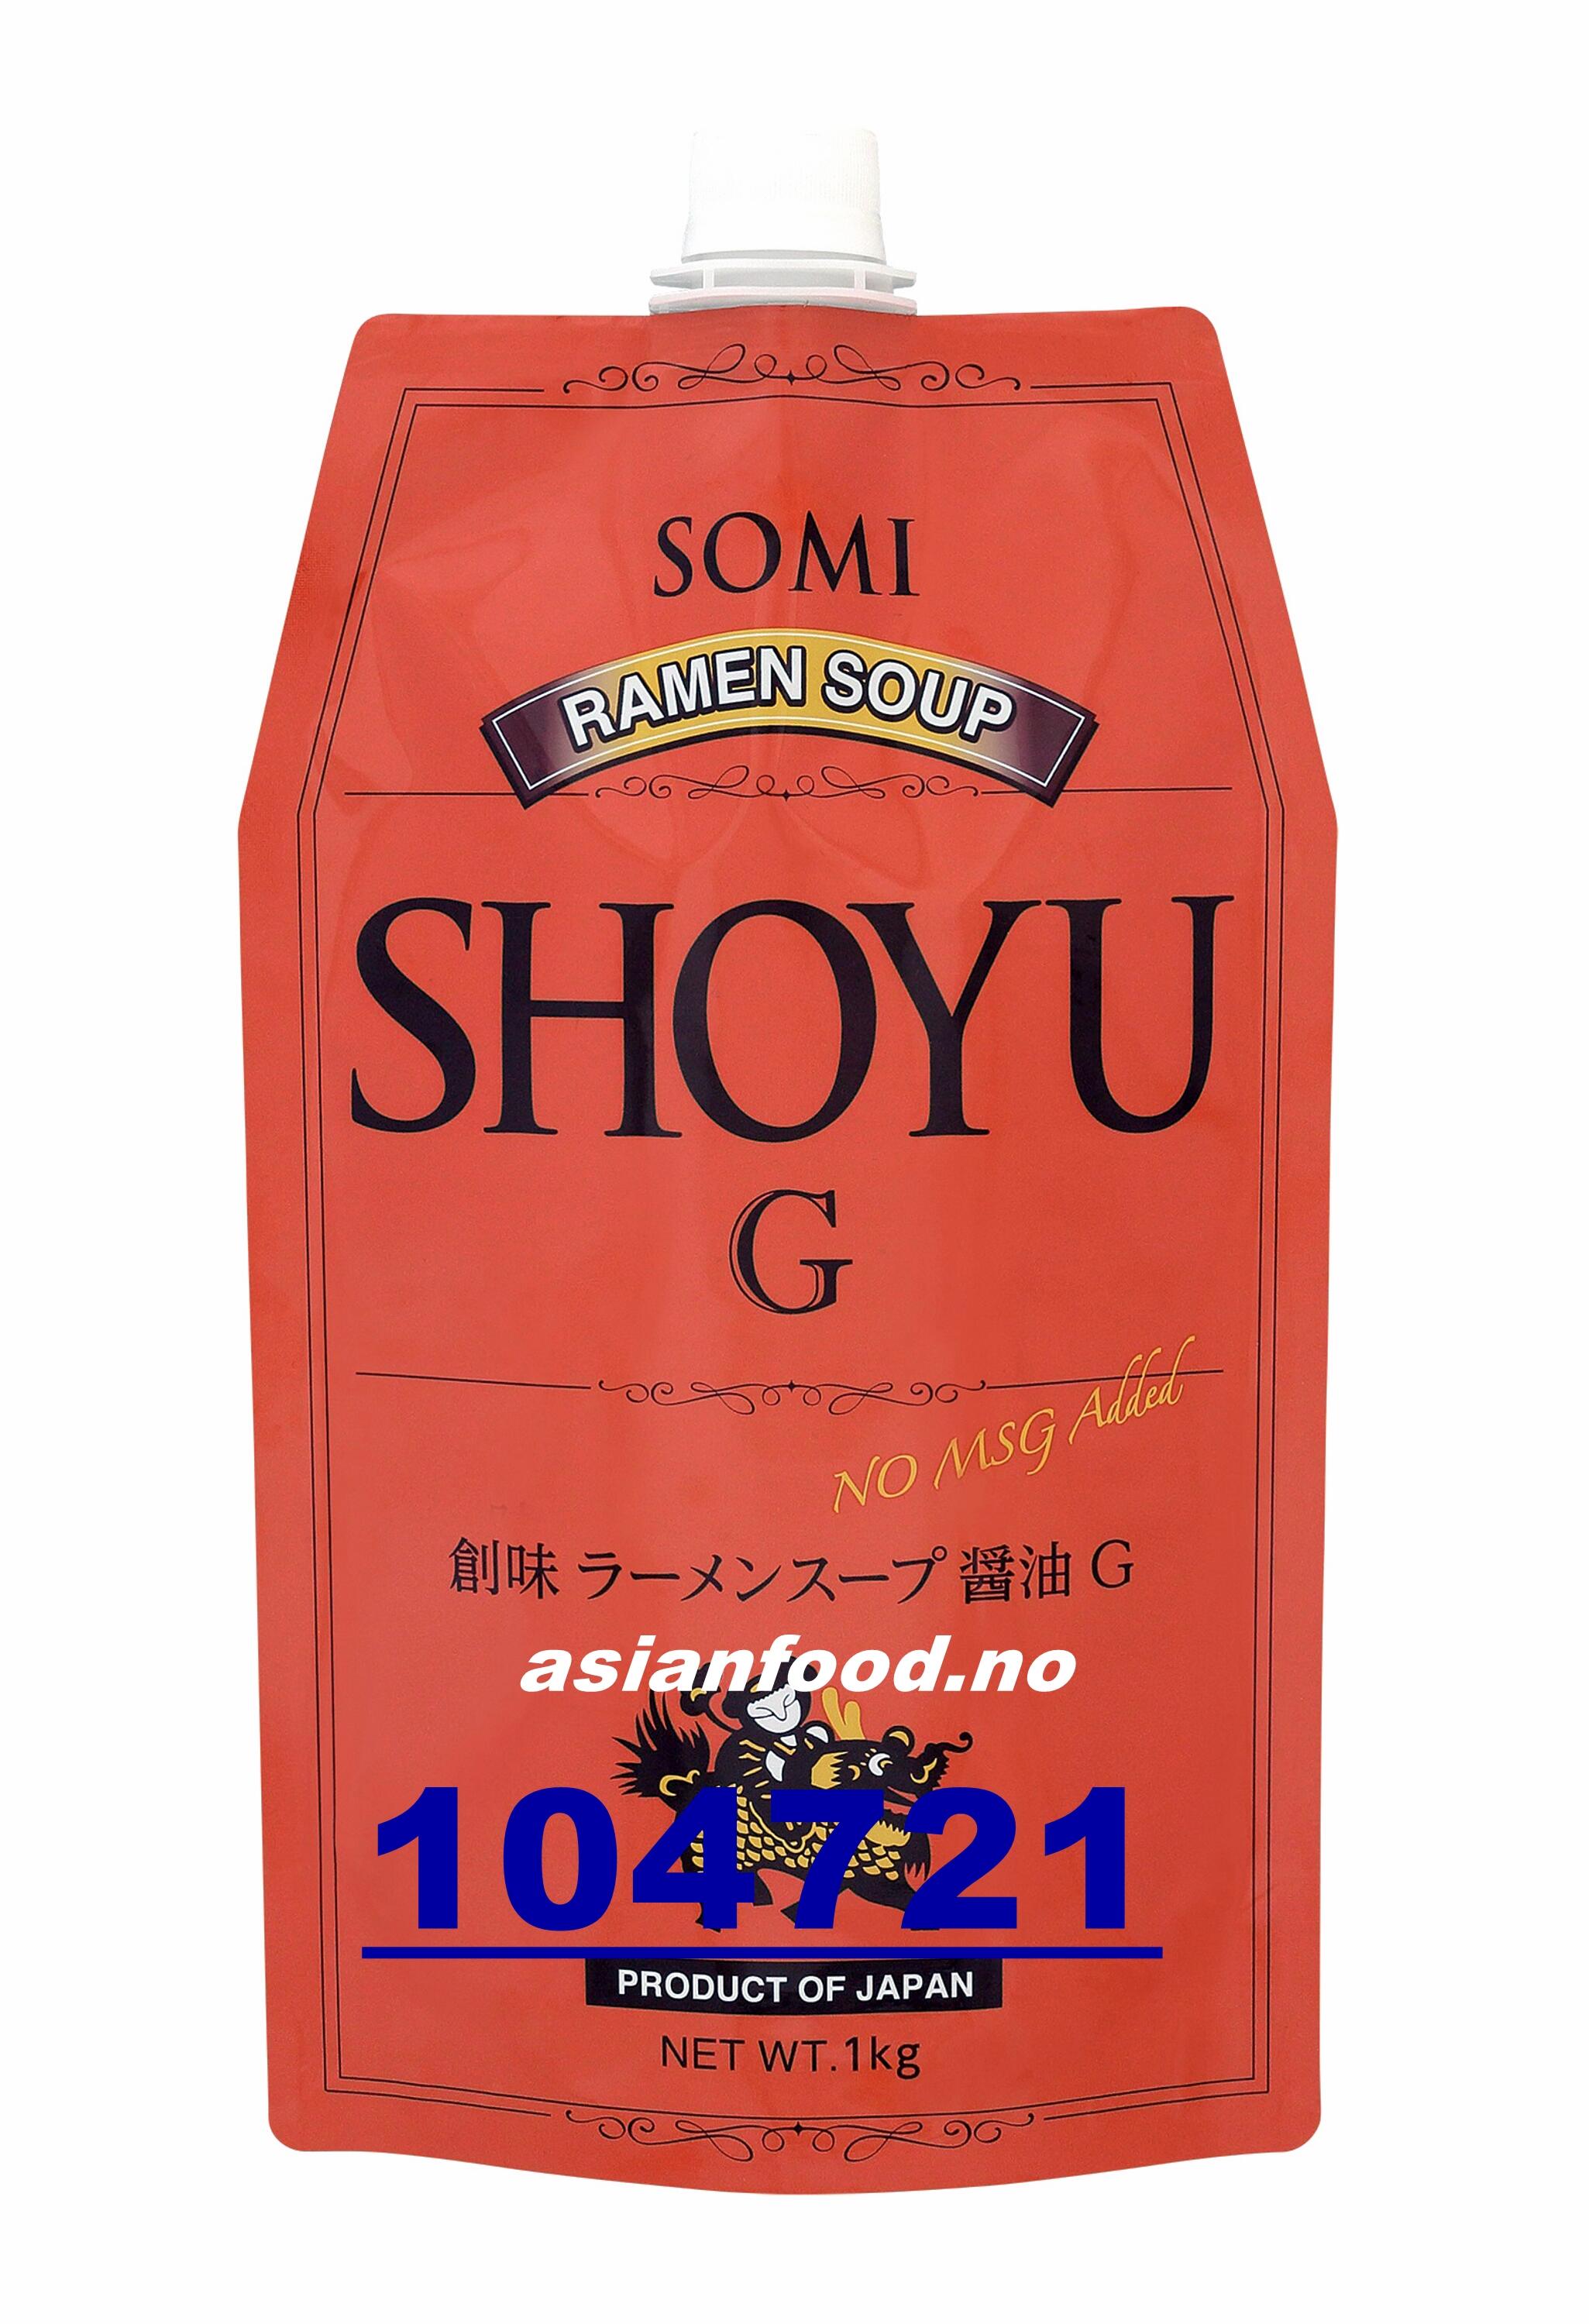 SOMI
RAMEN SOUP
SHOYU
G
NO MSG Added
創味 ラーメンスープ 醤油 G
asianfood.no
104721
PRODUCT OF JAPAN
NET WT.1kg